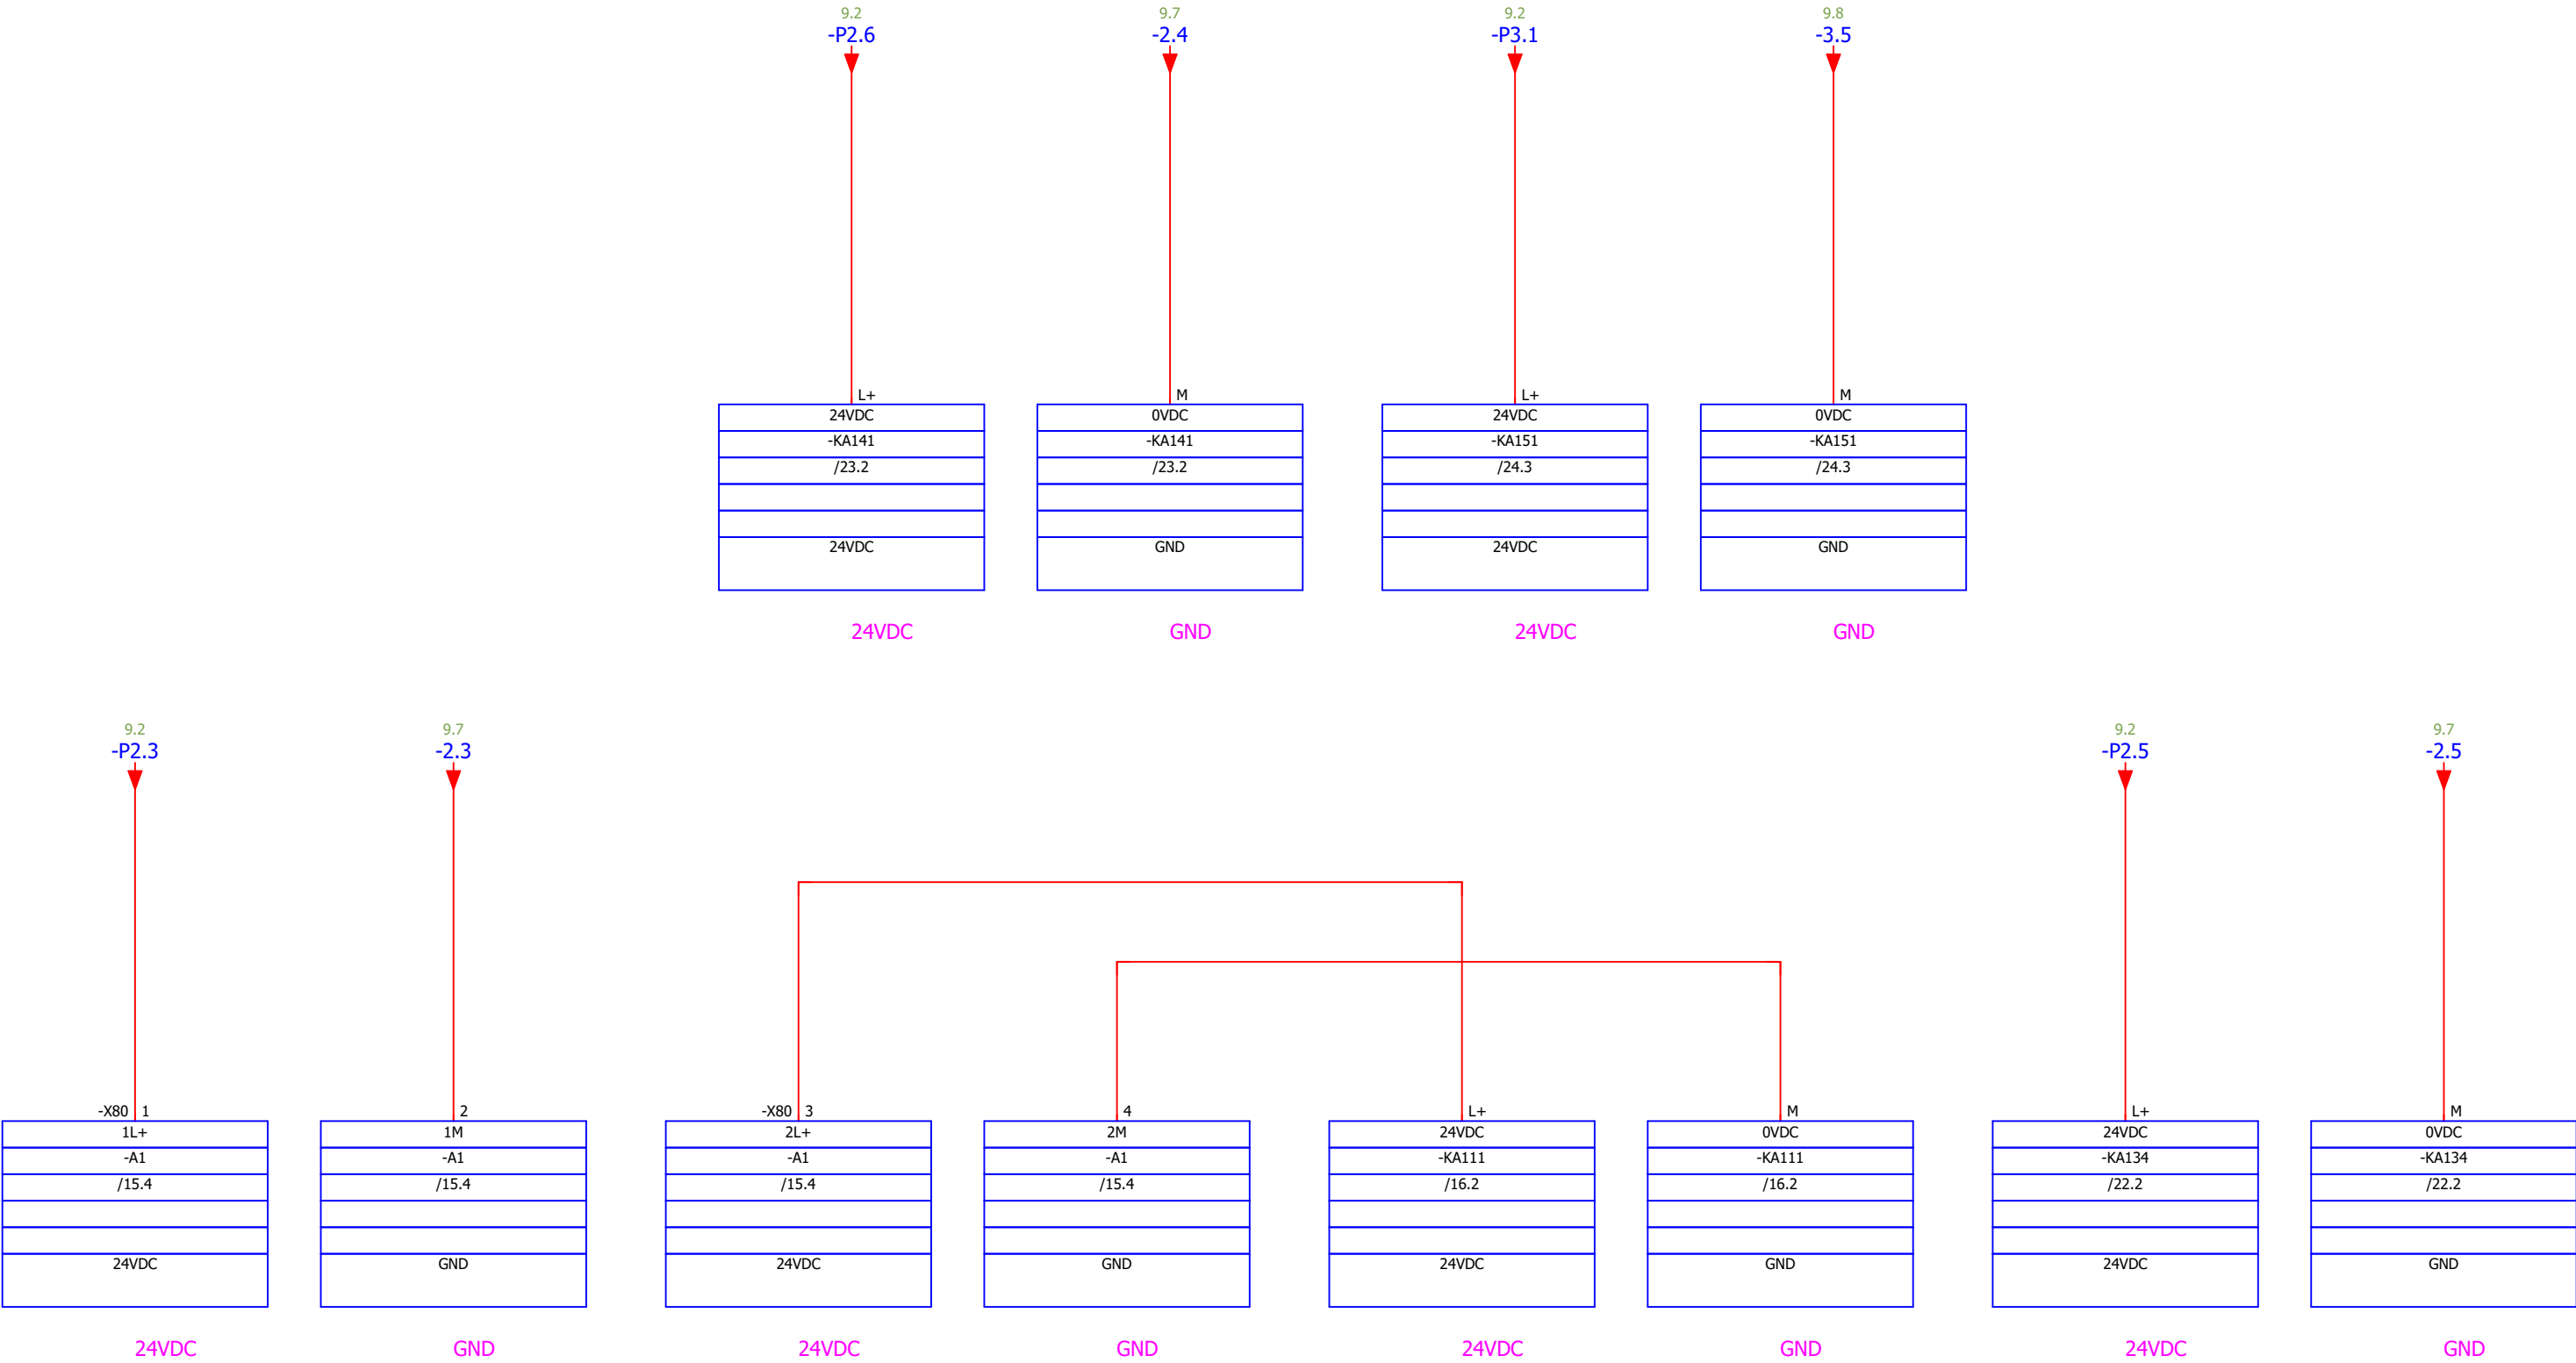 9.2 9.7 9.2 9.8
-P2.6 -2.4 -P3.1 -3.5
L+ M L+ M
24VDC 0VDC 24VDC 0VDC
-KA141 -KA141 -KA151 -KA151
/23.2 /23.2 /24.3 /24.3
24VDC GND 24VDC GND
24VDC GND 24VDC GND
9.2 9.7 9.2 9.7
-P2.3 -2.3 -P2.5 -2.5
-X80 1 2 -X80 3 4 L+ M L+ M
1L+ 1M 2L+ 2M 24VDC 0VDC 24VDC 0VDC
-A1 -A1 -A1 -A1 -KA111 -KA111 -KA134 -KA134
/15.4 /15.4 /15.4 /15.4 /16.2 /16.2 /22.2 /22.2
24VDC GND 24VDC GND 24VDC GND 24VDC GND
24VDC GND 24VDC GND 24VDC GND 24VDC GND